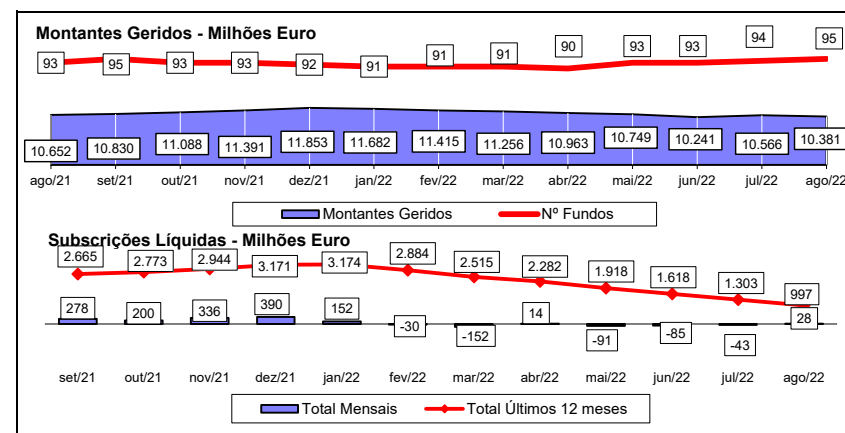 Montantes Geridos - Milhões Euro
93 95 93 93 92 91 91 91 90 93 93 94 95
10.652 10.830 11.088 11.391 11.853 11.682 11.415 11.256 10.963 10.749 10.241 10.566 10.381
ago/21 set/21 out/21 nov/21 dez/21 jan/22 fev/22 mar/22 abr/22 mai/22 jun/22 jul/22 ago/22
Montantes Geridos Nº Fundos
Subscrições Líquidas - Milhões Euro
2.665 2.773 2.944 3.171 3.174 2.884 2.515 2.282 1.918 1.618 1.303 997
278 200 336 390 152 -30 -152 14 -91 -85 -43 28
set/21 out/21 nov/21 dez/21 jan/22 fev/22 mar/22 abr/22 mai/22 jun/22 jul/22 ago/22
Total Mensais Total Últimos 12 meses